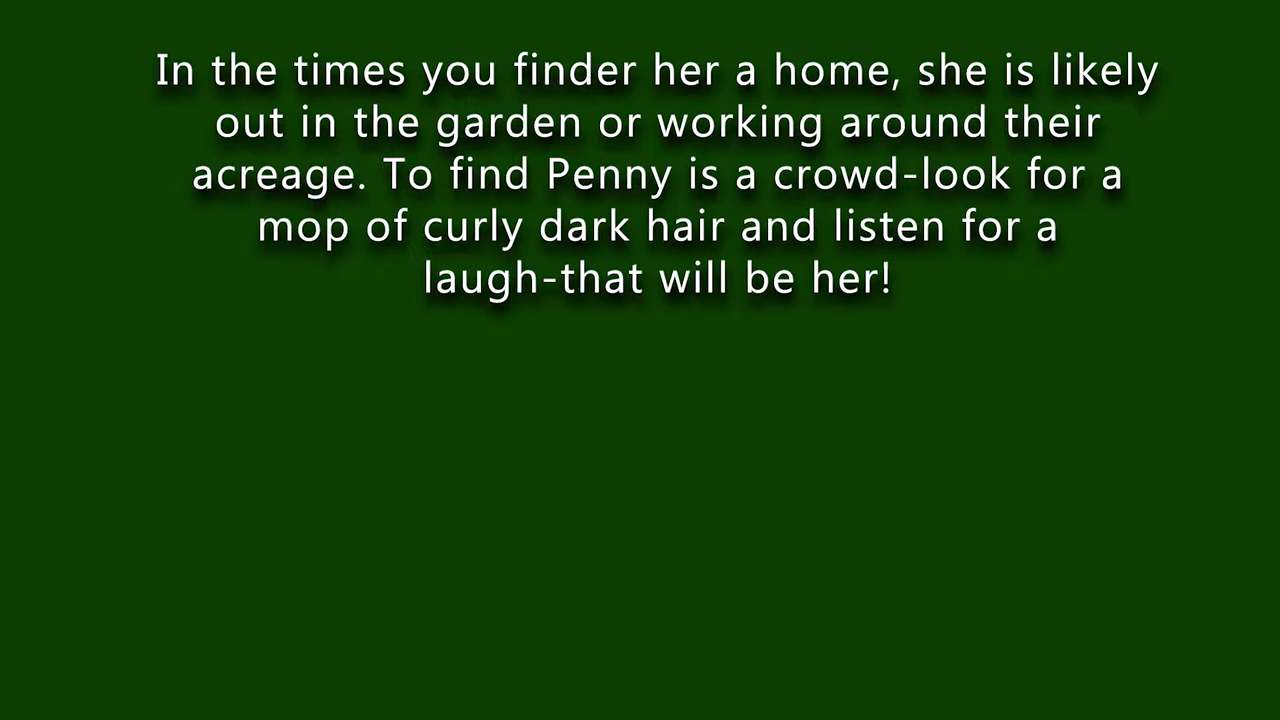 In the times you finder her a home, she is likely
out in the garden or working around their
acreage. To find Penny is a crowd-look for a
mop of curly dark hair and listen for a
laugh-that will be her!